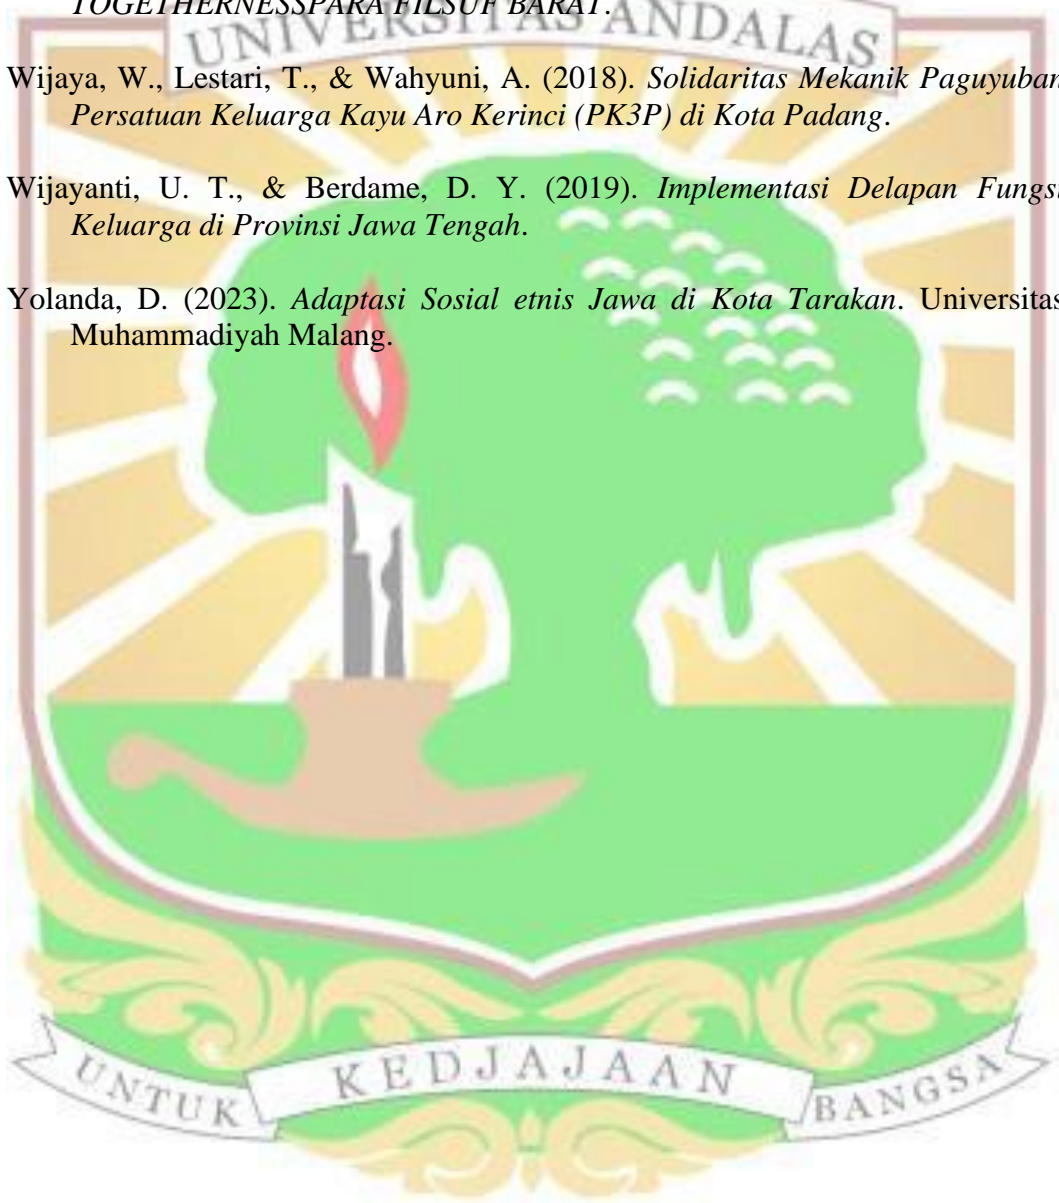 TOGETHERNESSPARA FILSUF BARAT.
UNIVERSITAS ANDALAS
Wijaya, W., Lestari, T., & Wahyuni, A. (2018). Solidaritas Mekanik Paguyuban
Persatuan Keluarga Kayu Aro Kerinci (PK3P) di Kota Padang.
Wijayanti, U. T., & Berdame, D. Y. (2019). Implementasi Delapan Fungsi
Keluarga di Provinsi Jawa Tengah.
Yolanda, D. (2023). Adaptasi Sosial etnis Jawa di Kota Tarakan. Universitas
Muhammadiyah Malang.
UNTUK KEDJAJAAN BANGSA